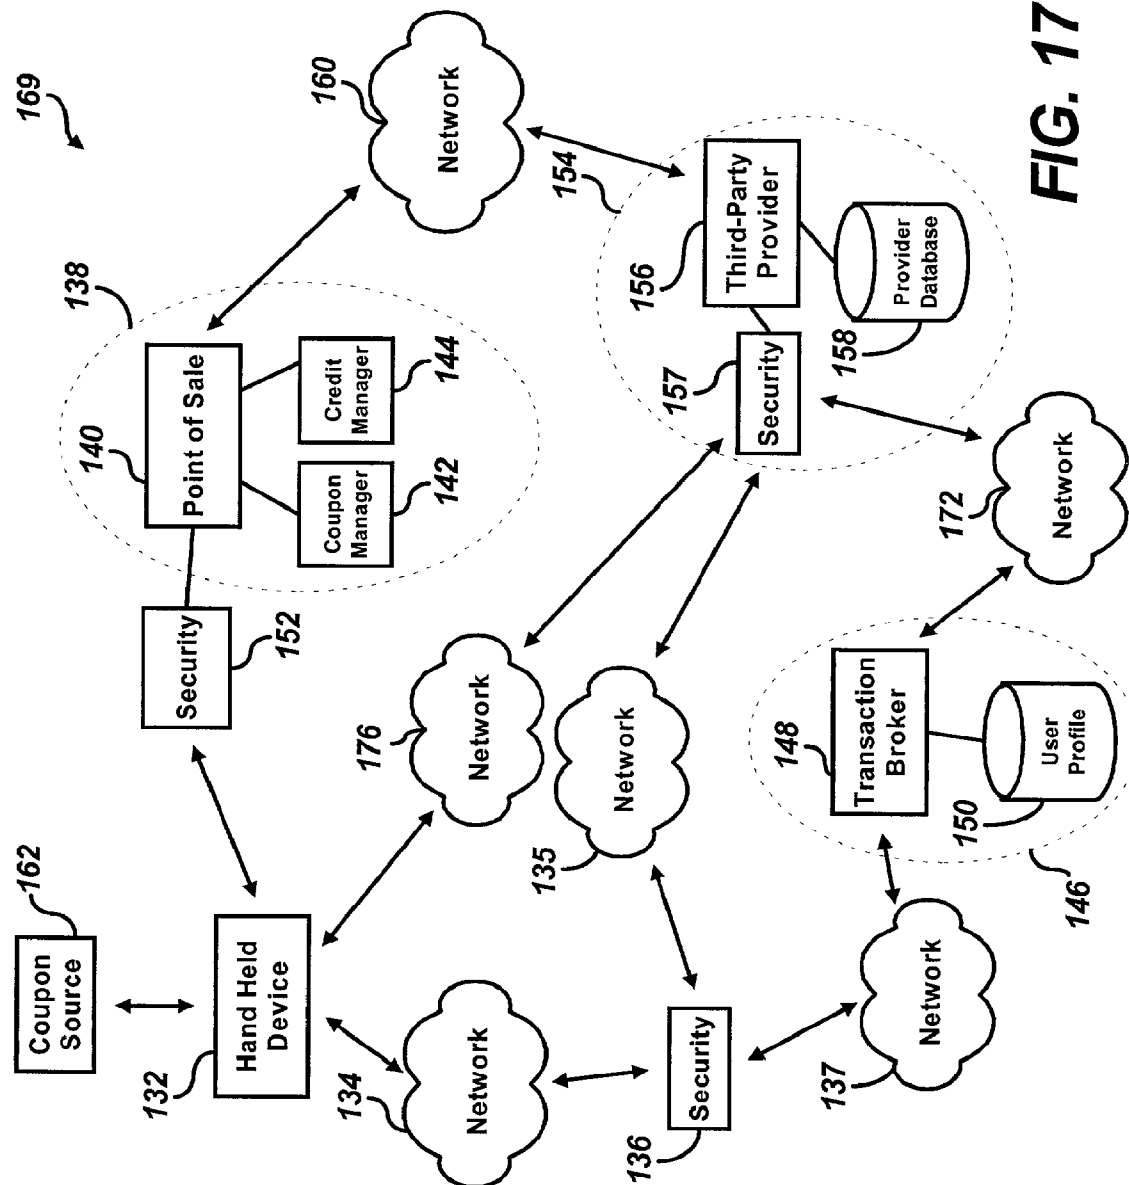 162
169
Coupon
Source
138
140
132
Hand Held
Device
Security
Point of Sale
152
160
Coupon
Manager
Credit
Manager
134
176
142
144
Network
Network
Network
135
154
Network
136
156
157
Security
Security
Third-Party
Provider
148
158
137
Transaction
Broker
Provider
Database
Network
172
150
User
Profile
Network
146
FIG. 17